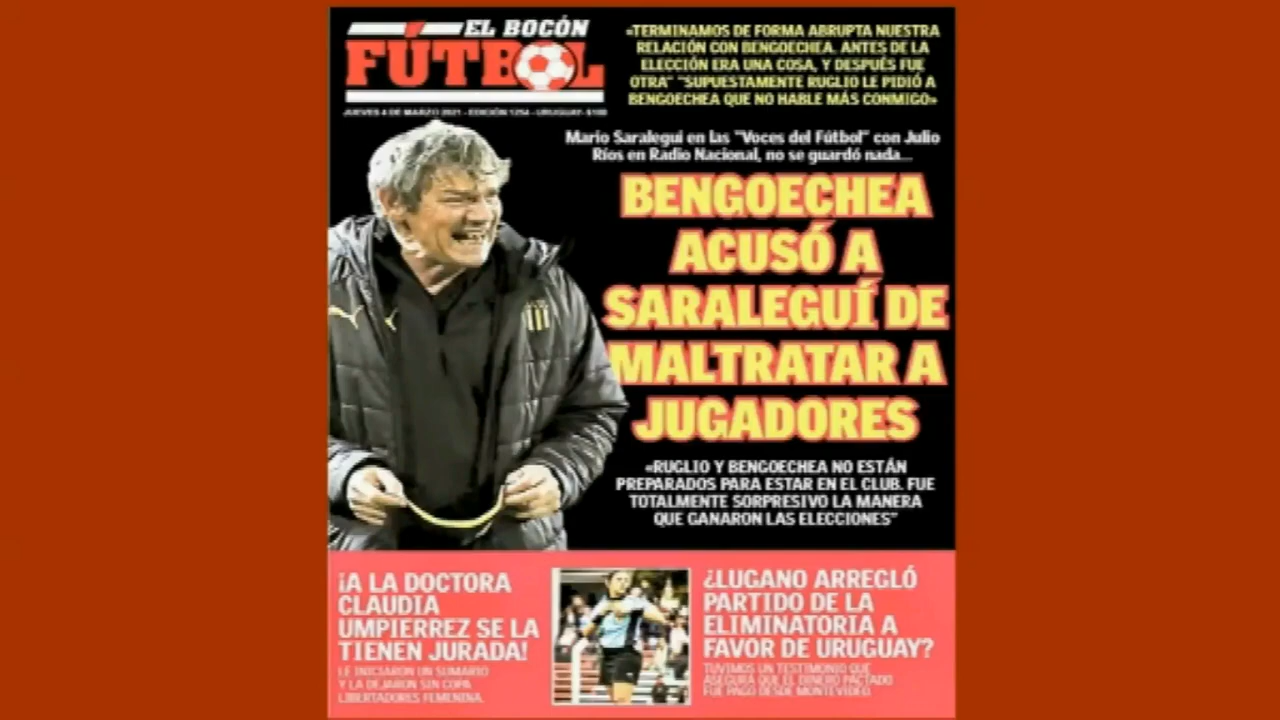 EL BOCÓN
FÚTBOL
JUEVES 4 DE MARZO 2021 - EDICIÓN 1254 - URUGUAY- $100
«TERMINAMOS DE FORMA ABRUPTA NUESTRA
RELACIÓN CON BENGOECHEA. ANTES DE LA
ELECCIÓN ERA UNA COSA, Y DESPUÉS FUE
OTRA" "SUPUESTAMENTE RUGLIO LE PIDIÓ A
BENGOECHEA QUE NO HABLE MÁS CONMIGO»
Mario Saralegui en las "Voces del Fútbol" con Julio
Ríos en Radio Nacional, no se guardó nada...
BENGOECHEA
ACUSÓ A
SARALEGUÍ DE
MALTRATAR A
JUGADORES
«RUGLIO Y BENGOECHEA NO ESTÁN
PREPARADOS PARA ESTAR EN EL CLUB. FUE
TOTALMENTE SORPRESIVO LA MANERA
QUE GANARON LAS ELECCIONES"
¡A LA DOCTORA
CLAUDIA
UMPIERREZ SE LA
TIENEN JURADA!
LE INICIARON UN SUMARIO
Y LA DEJARON SIN COPA
LIBERTADORES FEMENINA.
¿LUGANO ARREGLÓ
PARTIDO DE LA
ELIMINATORIA A
FAVOR DE URUGUAY?
TUVIMOS UN TESTIMONIO QUE
ASEGURA QUE EL DINERO PACTADO
FUE PAGO DESDE MONTEVIDEO.